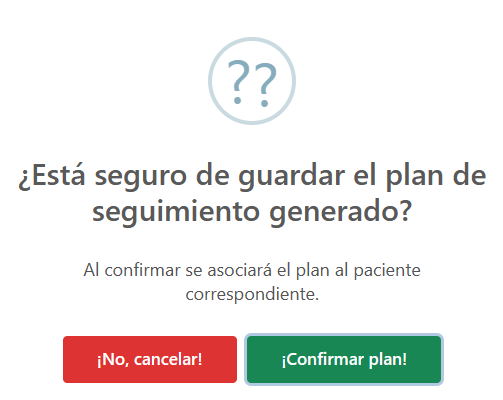 ??
¿Está seguro de guardar el plan de
seguimiento generado?
Al confirmar se asociará el plan al paciente
correspondiente.
¡No, cancelar!
¡Confirmar plan!